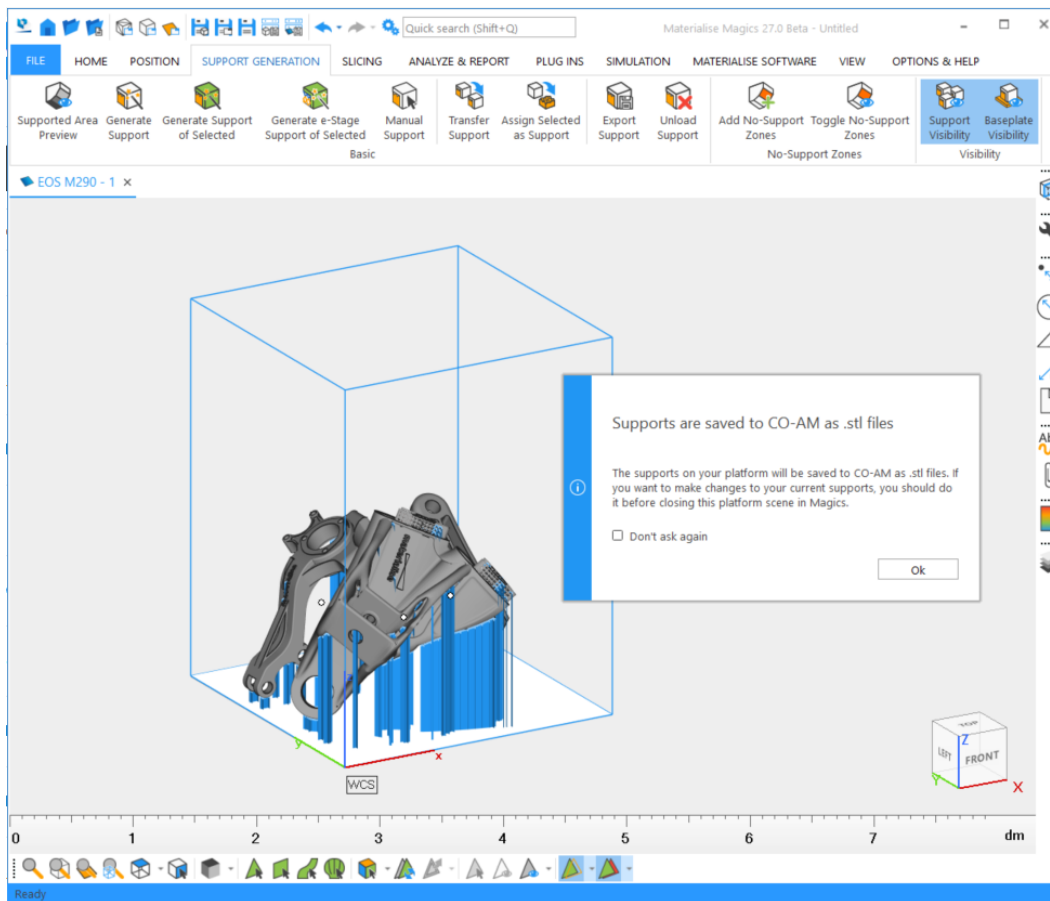 Quick search (Shift+Q)
Materialise Magics 27.0 Beta - Untitled
FILE HOME POSITION SUPPORT GENERATION SLICING ANALYZE & REPORT PLUG INS SIMULATION MATERIALISE SOFTWARE VIEW OPTIONS & HELP
Supported Area Preview
Generate Support
Generate Support of Selected
Generate e-Stage Support of Selected
Manual Support
Transfer Support
Assign Selected as Support
Export Support
Unload Support
Add No-Support Zones
Toggle No-Support Zones
Support Visibility
Baseplate Visibility
Basic
No-Support Zones
Visibility
EOS M290 - 1
Supports are saved to CO-AM as .stl files
The supports on your platform will be saved to CO-AM as .stl files. If
you want to make changes to your current supports, you should do
it before closing this platform scene in Magics.
Don't ask again
Ok
y
x
WCS
TOP
LEFT
FRONT
Z
Y
X
0 1 2 3 4 5 6 7 dm
Ready